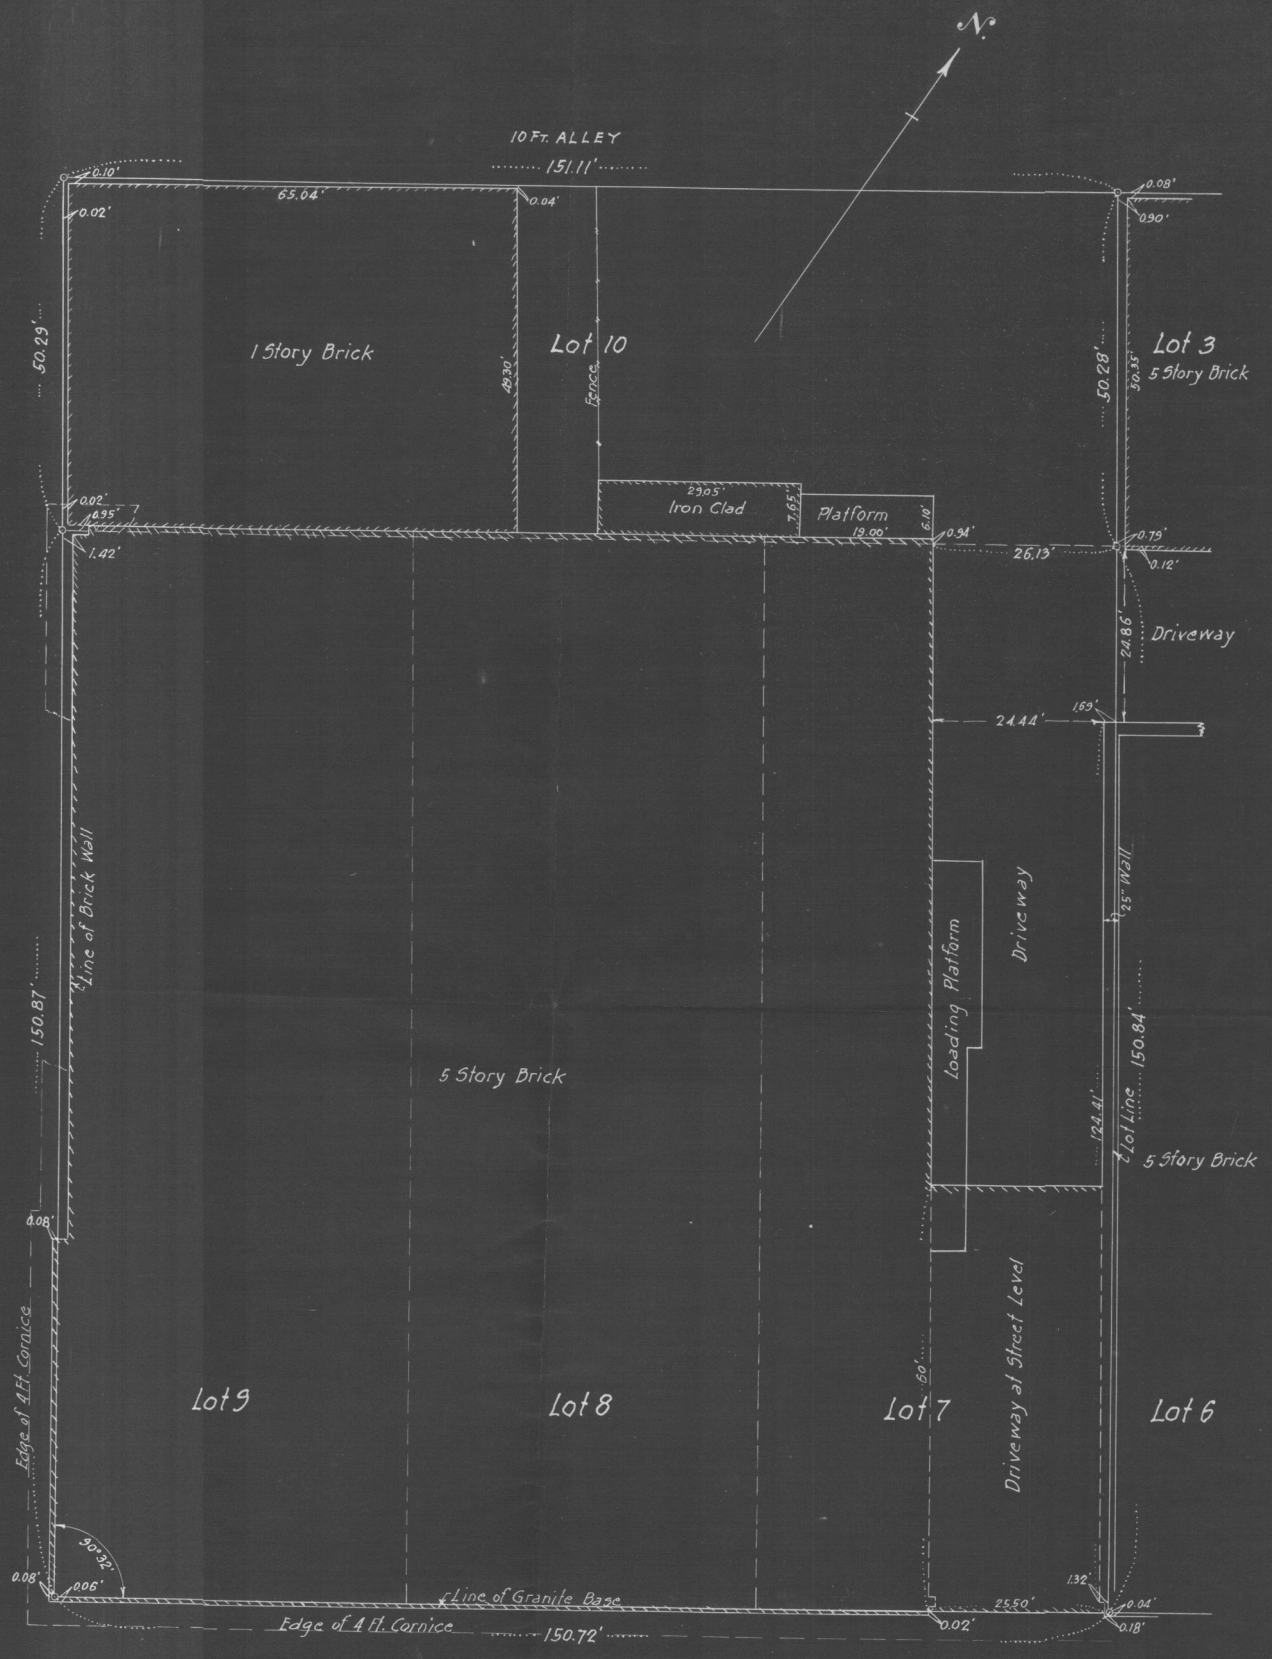 N.
10 FT. ALLEY
151.11'
0.10'
65.04'
0.04'
0.08'
0.90'
0.02'
50.29'
1 Story Brick
49.30'
Lot 10
Fence
50.28'
50.35'
Lot 3
5 Story Brick
29.05'
Iron Clad
7.65'
Platform
19.00'
6.10'
0.94'
26.13'
0.79'
0.12'
0.02'
0.95'
1.42'
24.86'
Driveway
24.44'
1.69'
Line of Brick Wall
25" Wall
Driveway
Loading Platform
150.87'
5 Story Brick
124.41'
Lot Line 150.84'
5 Story Brick
0.08'
Edge of 4 Ft. Cornice
Driveway at Street Level
60'
Lot 9
Lot 8
Lot 7
Lot 6
90°32'
0.08'
0.06'
Line of Granite Base
25.50'
1.32'
0.04'
0.18'
0.02'
Edge of 4 Ft. Cornice
150.72'